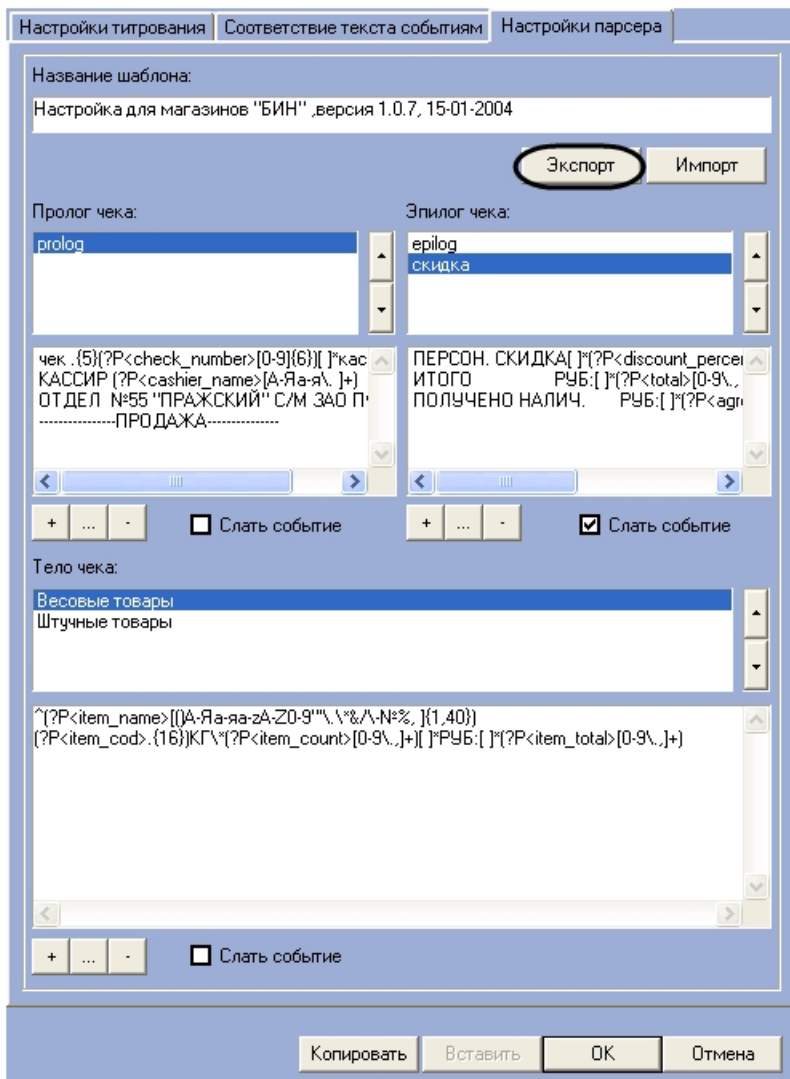 Настройки титрования Соответствие текста событиям Настройки парсера
Название шаблона:
Настройка для магазинов "БИН" ,версия 1.0.7, 15-01-2004
Экспорт Импорт
Пролог чека: Эпилог чека:
prolog epilog
скидка
чек .{5}(?P<check_number>[0-9]{6})[ ]*кас ПЕРСОН. СКИДКА[ ]*(?P<discount_percer
КАССИР (?P<cashier_name>[А-Яа-я\. ]+) ИТОГО РУБ:[ ]*(?P<total>[0-9\.,
ОТДЕЛ №55 "ПРАЖСКИЙ" С/М ЗАО ПОЛУЧЕНО НАЛИЧ. РУБ:[ ]*(?P<agr
---------------ПРОДАЖА---------------
+ ... - Слать событие + ... - Слать событие
Тело чека:
Весовые товары
Штучные товары
^(?P<item_name>[()А-Яа-яa-zA-Z0-9'"\.\*&/\-№%, ]{1,40})
(?P<item_cod>.{16})КГ\*(?P<item_count>[0-9\.,]+)[ ]*РУБ:[ ]*(?P<item_total>[0-9\.,]+)
+ ... - Слать событие
Копировать Вставить OK Отмена